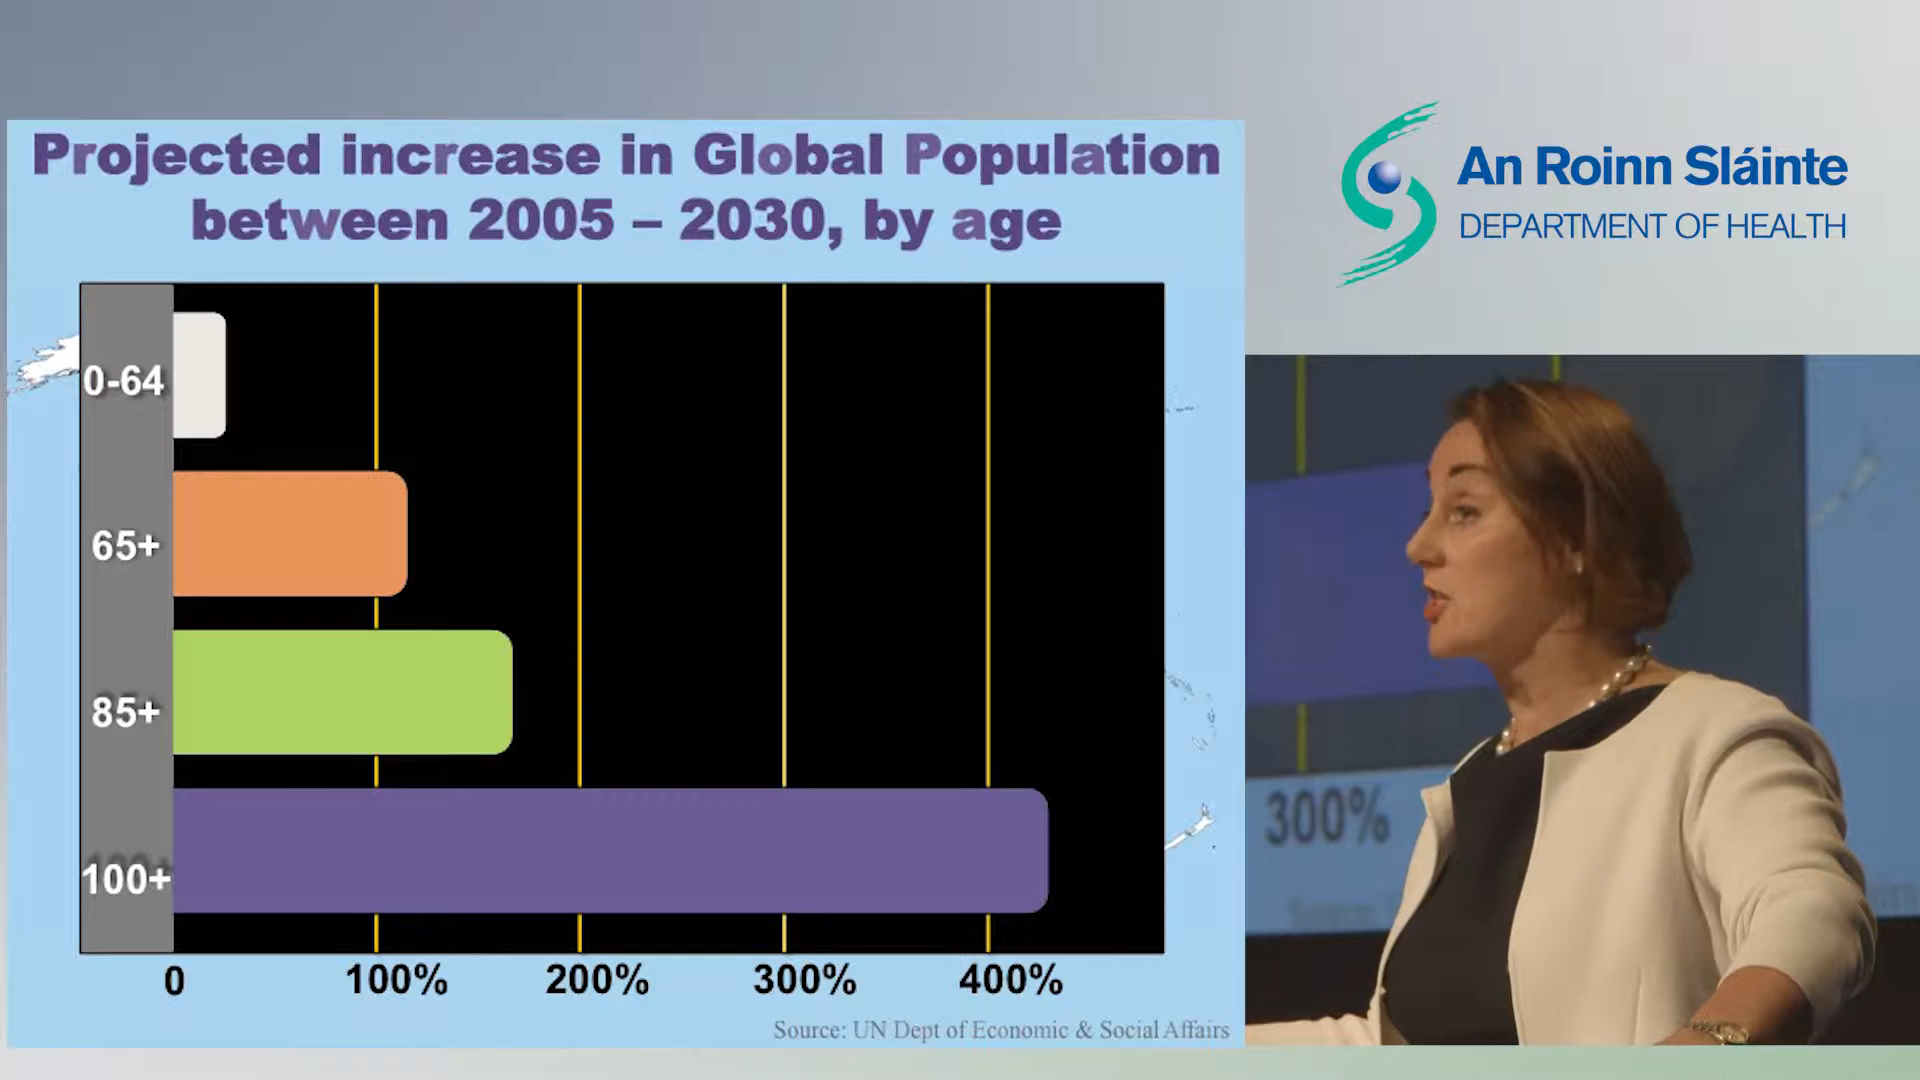 Projected increase in Global Population
between 2005 – 2030, by age
0-64
65+
85+
100+
0 100% 200% 300% 400%
Source: UN Dept of Economic & Social Affairs
An Roinn Sláinte
DEPARTMENT OF HEALTH
300%